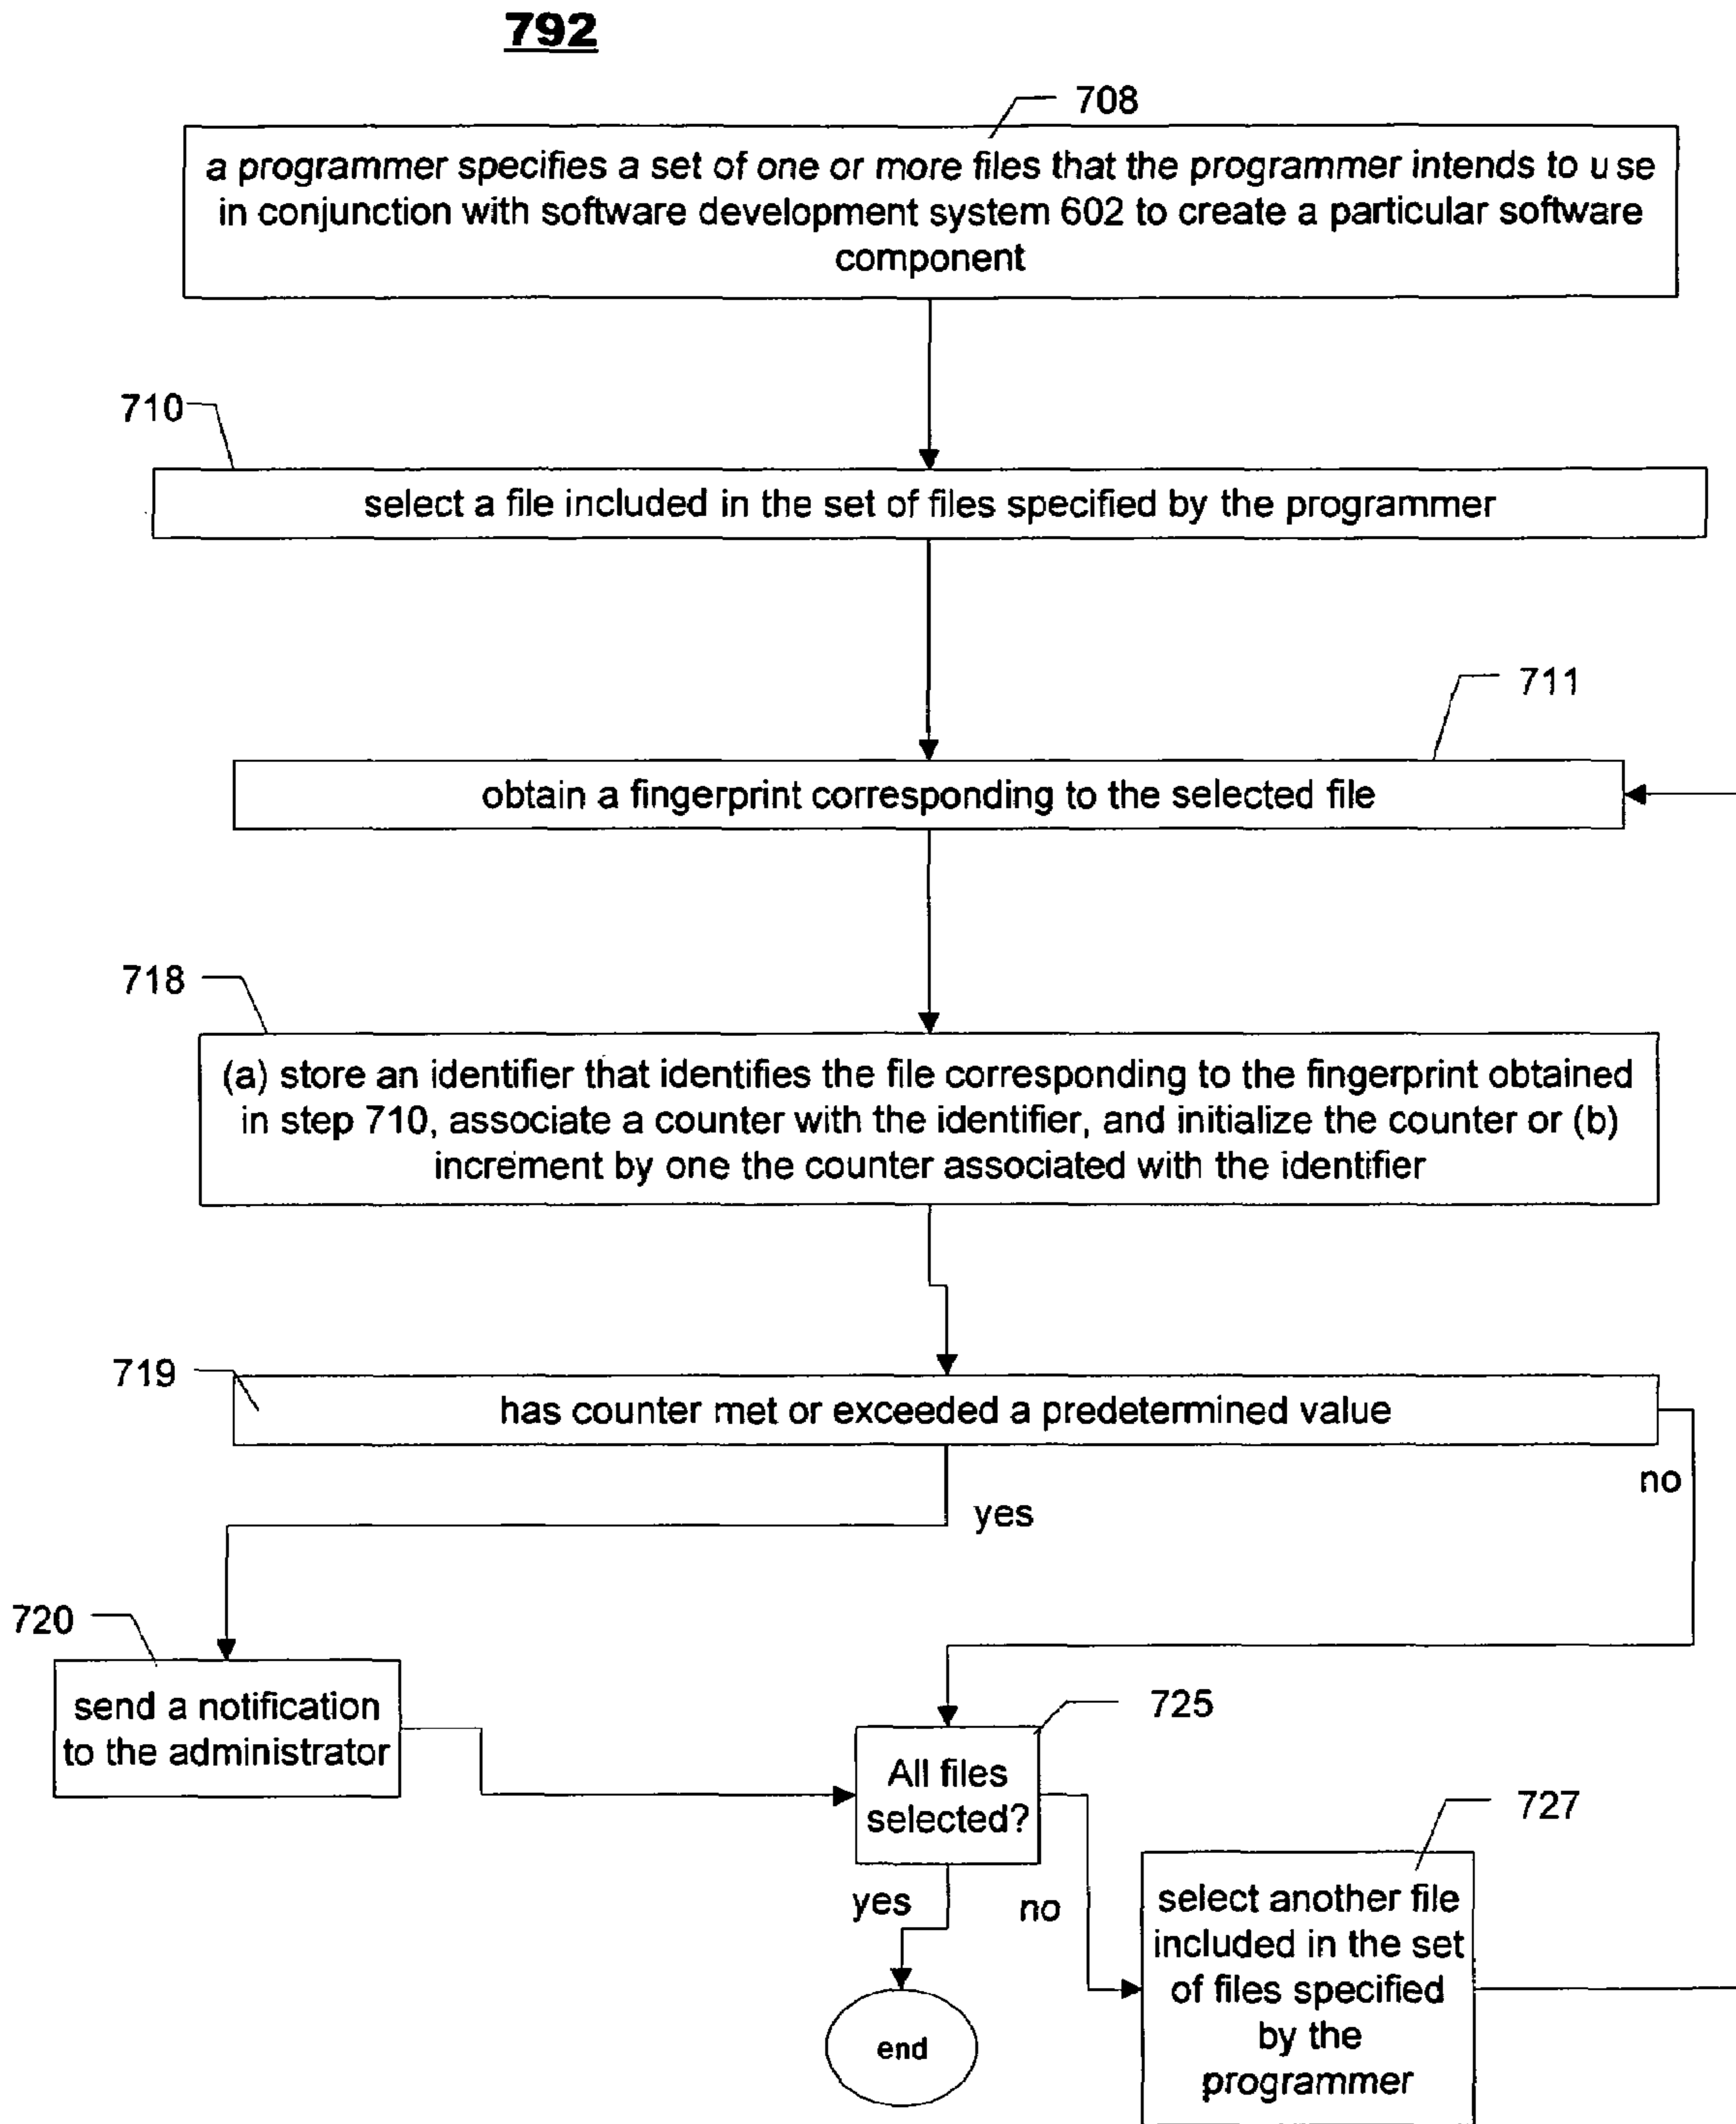 792
708
a programmer specifies a set of one or more files that the programmer intends to use
in conjunction with software development system 602 to create a particular software
component
710
select a file included in the set of files specified by the programmer
711
obtain a fingerprint corresponding to the selected file
718
(a) store an identifier that identifies the file corresponding to the fingerprint obtained
in step 710, associate a counter with the identifier, and initialize the counter or (b)
increment by one the counter associated with the identifier
719
has counter met or exceeded a predetermined value
no
yes
720
send a notification
to the administrator
725
All files
selected?
yes
no
727
select another file
included in the set
of files specified
by the
programmer
end